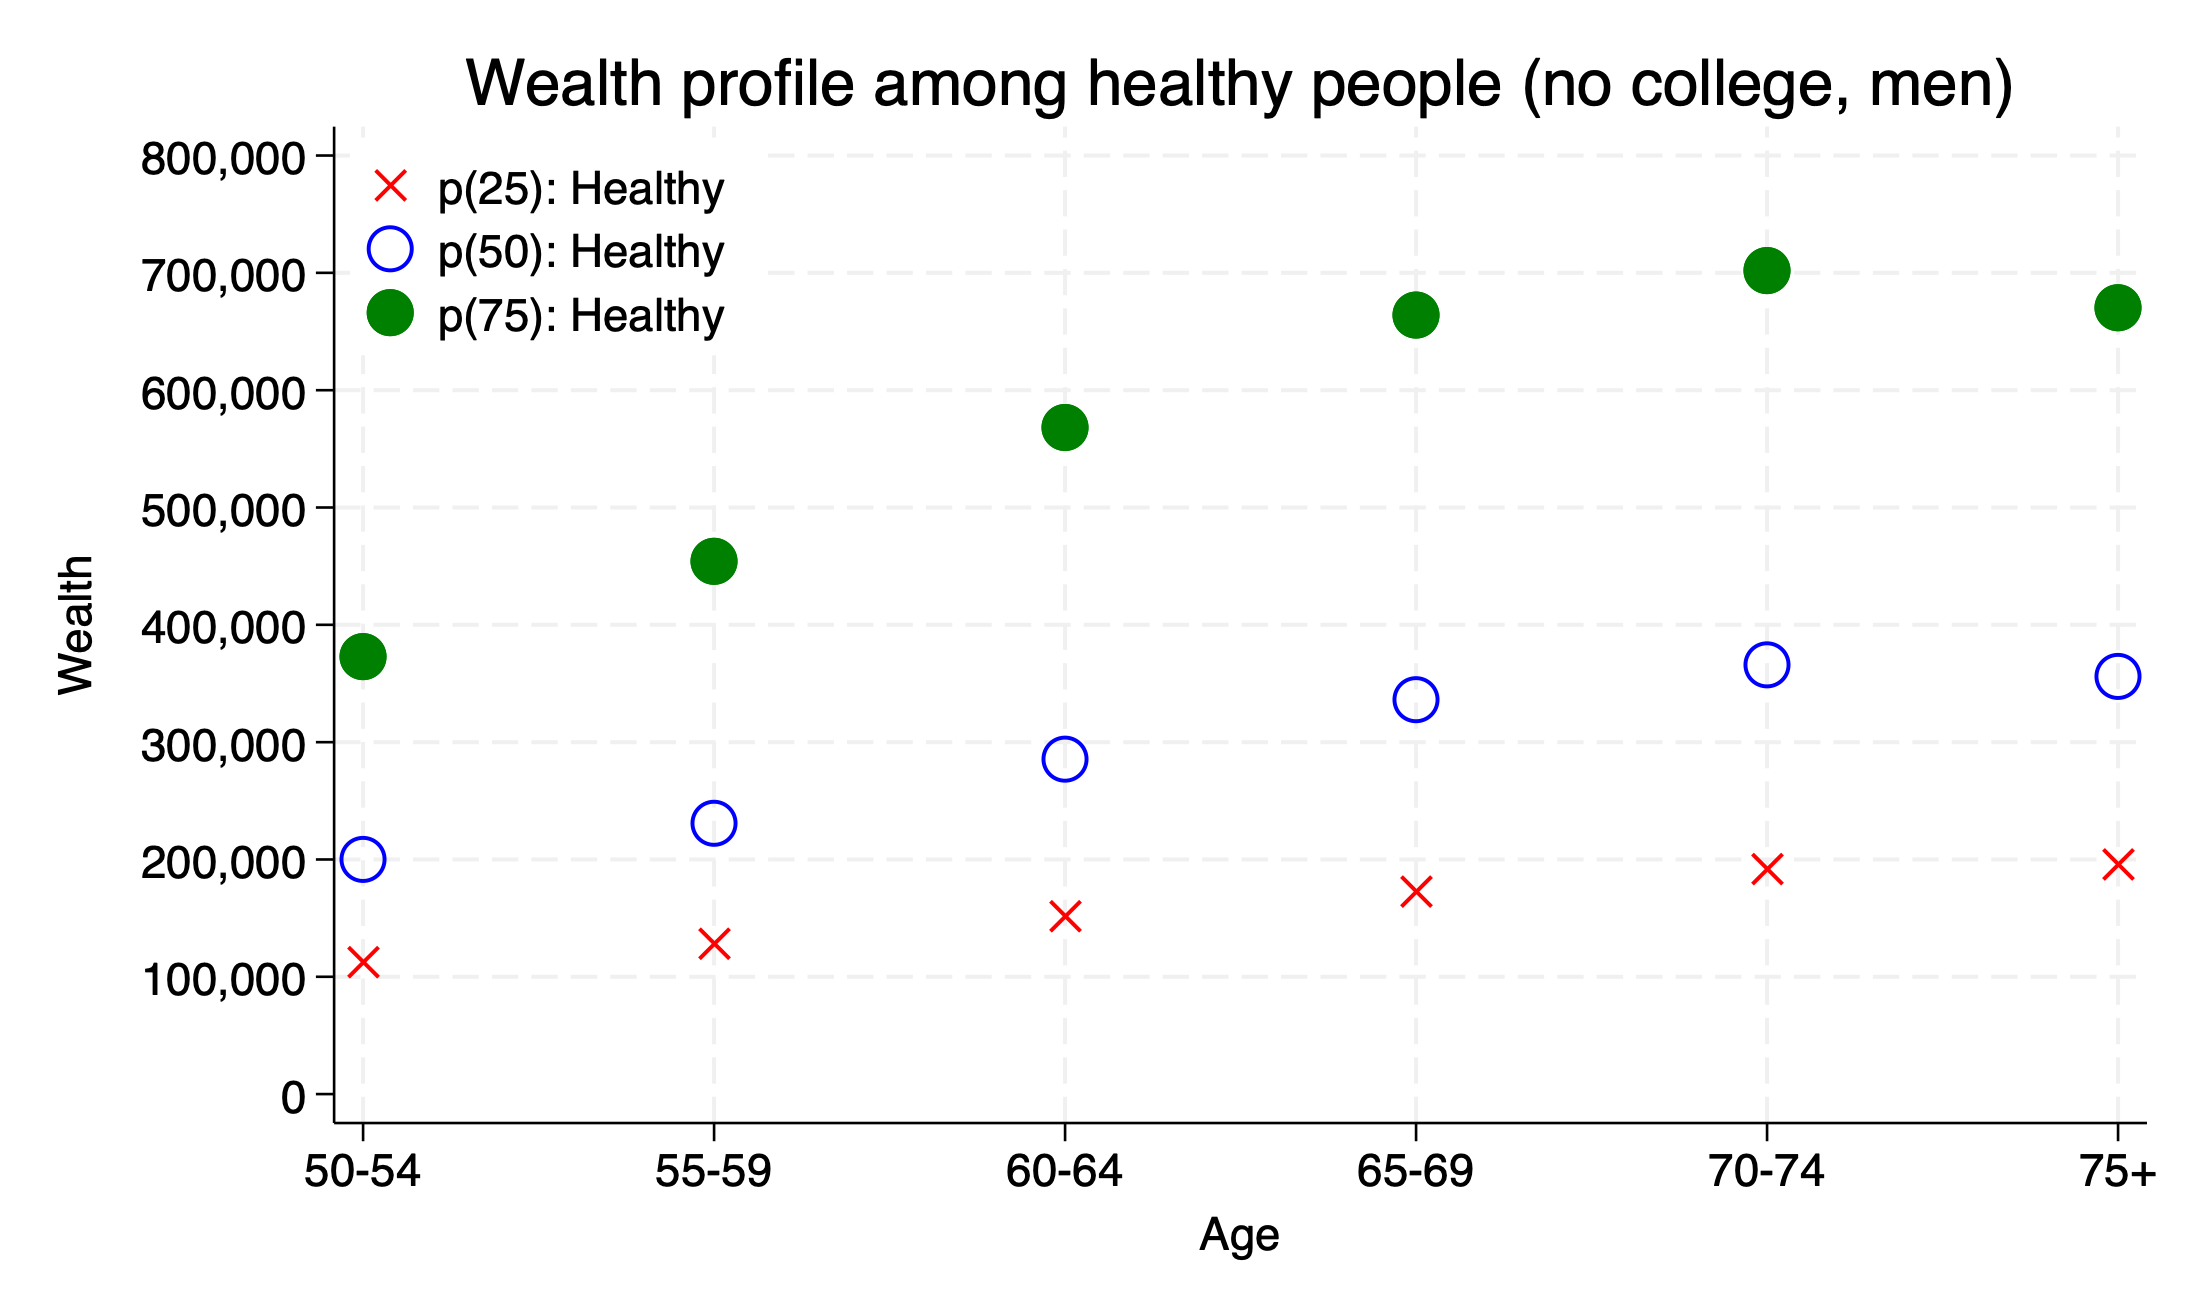 Wealth profile among healthy people (no college, men)
p(25): Healthy
p(50): Healthy
p(75): Healthy
800,000
700,000
600,000
500,000
400,000
300,000
200,000
100,000
0
Wealth
50-54 55-59 60-64 65-69 70-74 75+
Age